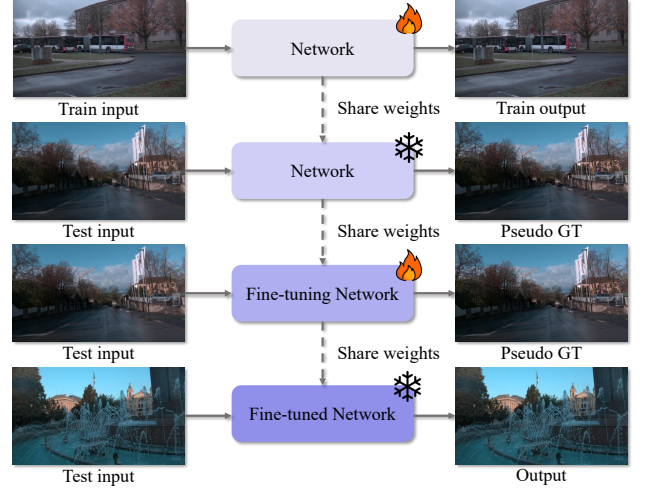 Network
Train input
Train output
Share weights
Network
Test input
Pseudo GT
Share weights
Fine-tuning Network
Test input
Pseudo GT
Share weights
Fine-tuned Network
Test input
Output